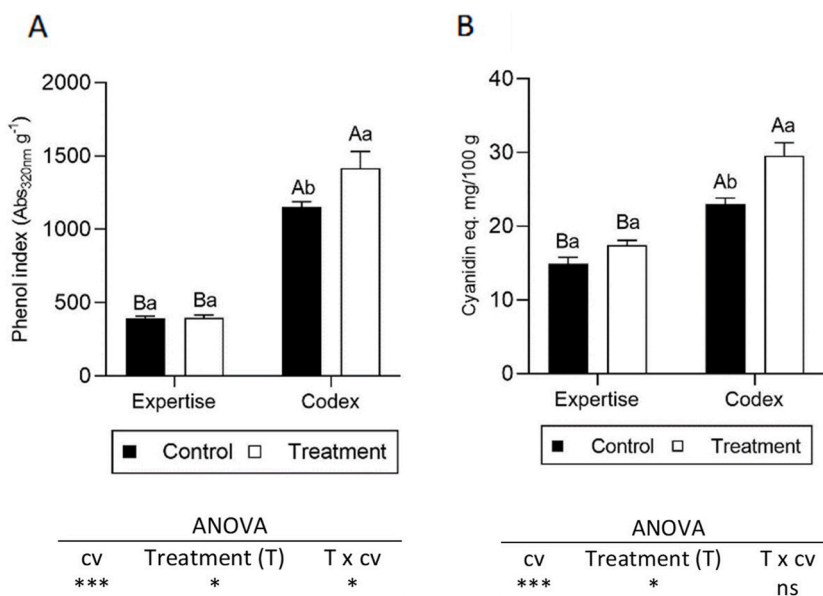 A
Phenol index (Abs320nm g-1)
2000
1500
1000
500
0
Ba
Ba
Ab
Aa
Expertise
Codex
Control
Treatment
ANOVA
cv Treatment (T) T x cv
*** * *
B
Cyanidin eq. mg/100 g
40
30
20
10
0
Ba
Ba
Ab
Aa
Expertise
Codex
Control
Treatment
ANOVA
cv Treatment (T) T x cv
*** * ns